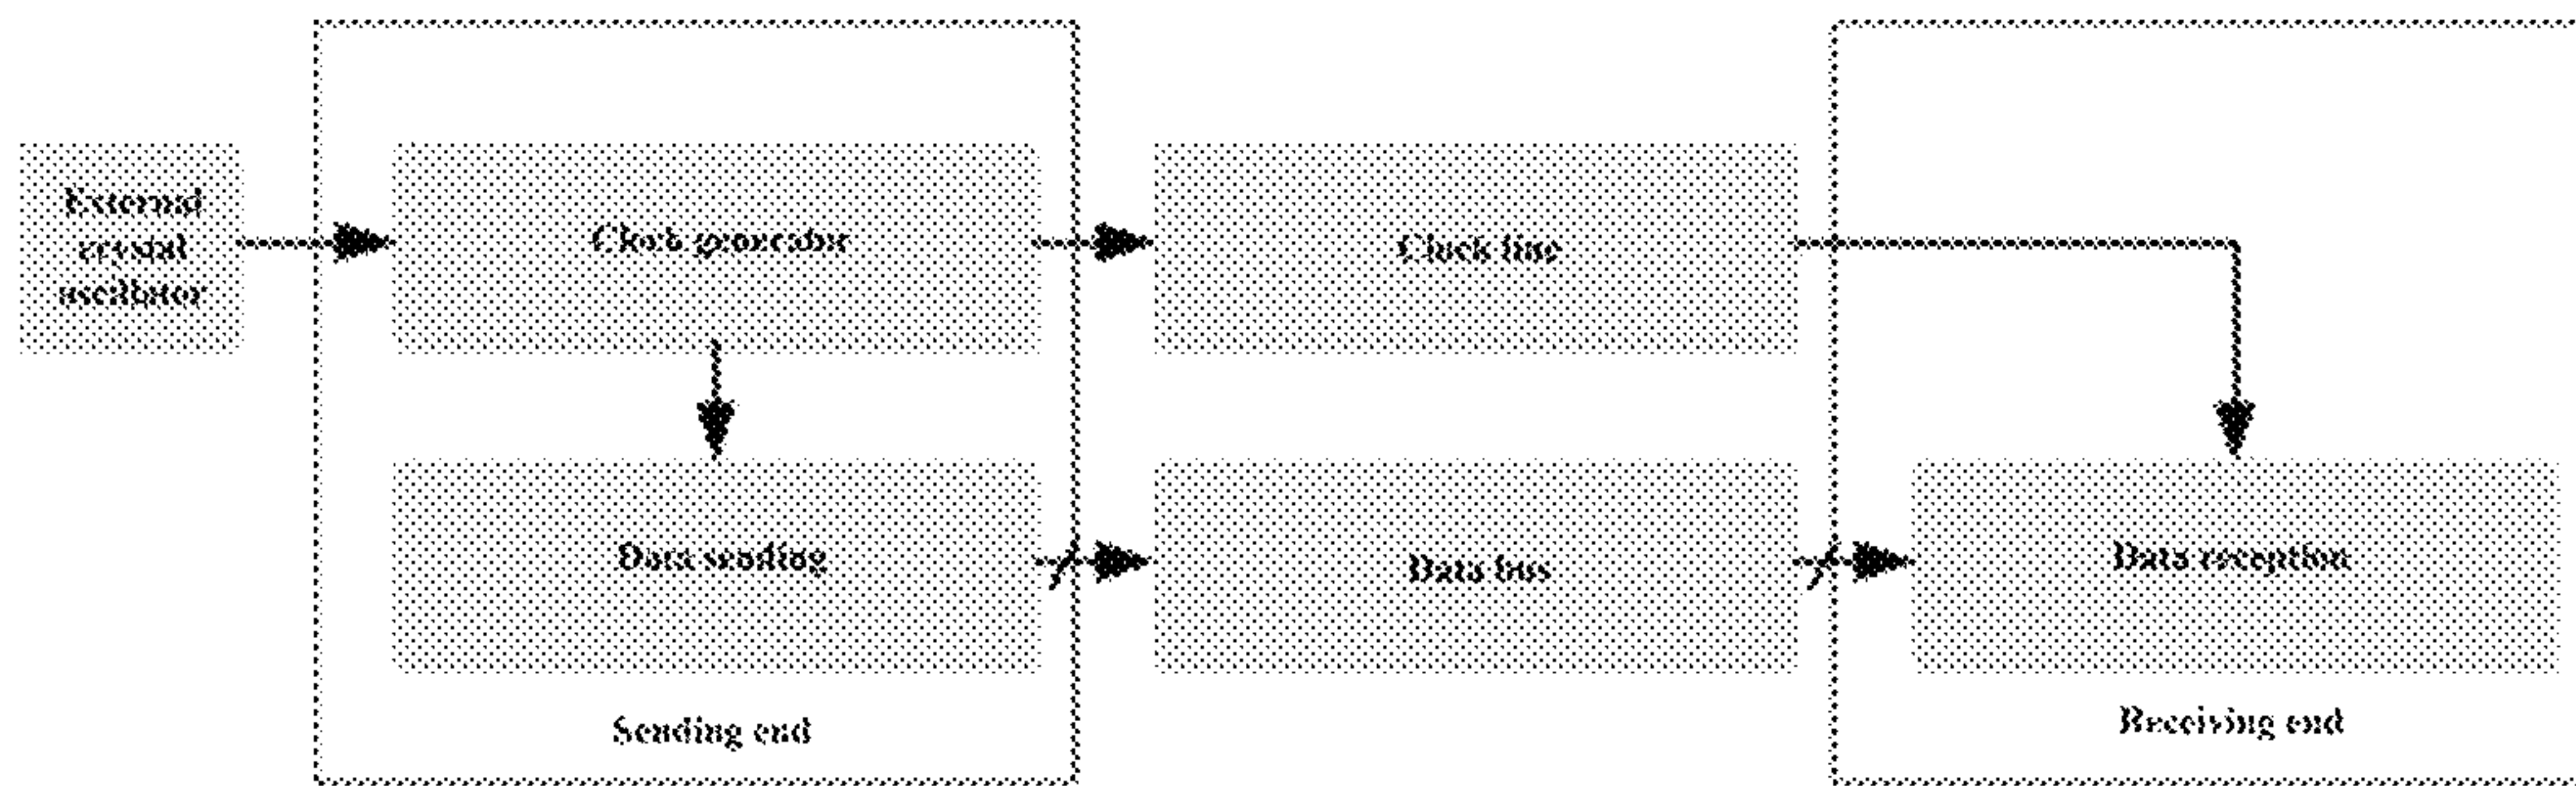 External
crystal
oscillator
Clock generator
Clock line
Data sending
Data bus
Data reception
Sending end
Receiving end